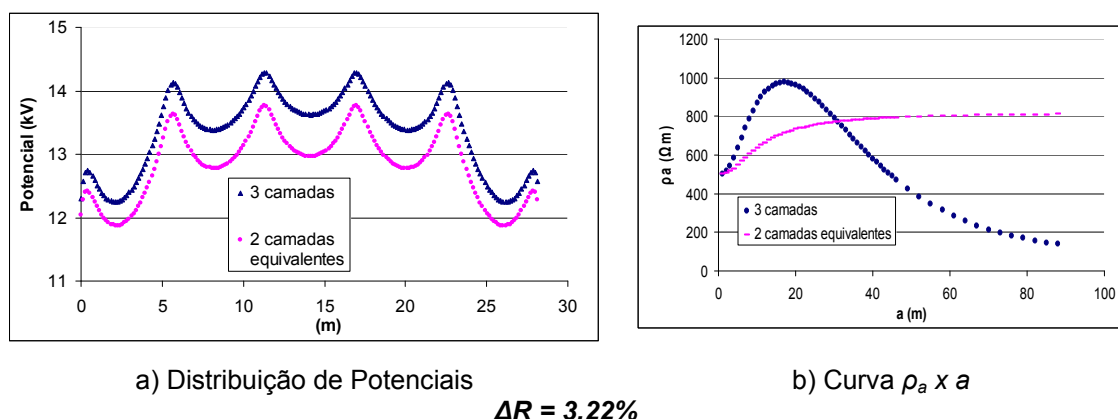 15
14
13
12
11
Potencial (kV)
3 camadas
2 camadas
equivalentes
0
5
10
15
20
25
30
(m)
1200
1000
800
600
400
200
0
ρa (Ωm)
3 camadas
2 camadas equivalentes
0
20
40
60
80
100
a (m)
a) Distribuição de Potenciais
b) Curva ρa x a
ΔR = 3.22%